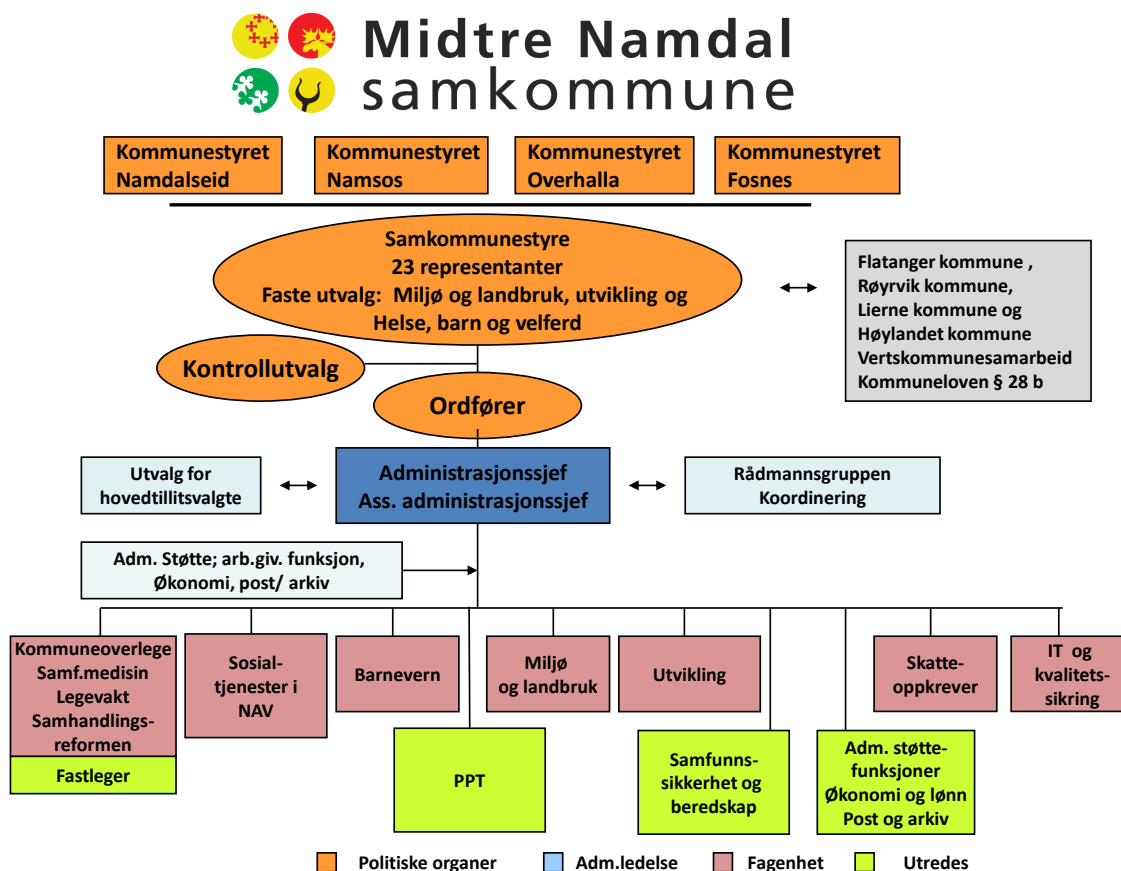 Midtre Namdal
samkommune
Kommunestyret
Namdalseid
Kommunestyret
Namsos
Kommunestyret
Overhalla
Kommunestyret
Fosnes
Samkommunestyre
23 representanter
Faste utvalg: Miljø og landbruk, utvikling og
Helse, barn og velferd
Flatanger kommune ,
Røyrvik kommune,
Lierne kommune og
Høylandet kommune
Vertskommunesamarbeid
Kommuneloven § 28 b
Kontrollutvalg
Ordfører
Utvalg for
hovedtillitsvalgte
Administrasjonssjef
Ass. administrasjonssjef
Rådmannsgruppen
Koordinering
Adm. Støtte; arb.giv. funksjon,
Økonomi, post/ arkiv
Kommuneoverlege
Samf.medisin
Legevakt
Samhandlings-
reformen
Fastleger
Sosial-
tjenester i
NAV
Barnevern
Miljø
og landbruk
Utvikling
Skatte-
oppkrever
IT og
kvalitets-
sikring
PPT
Samfunns-
sikkerhet og
beredskap
Adm. støtte-
funksjoner
Økonomi og lønn
Post og arkiv
Politiske organer
Adm.ledelse
Fagenhet
Utredes